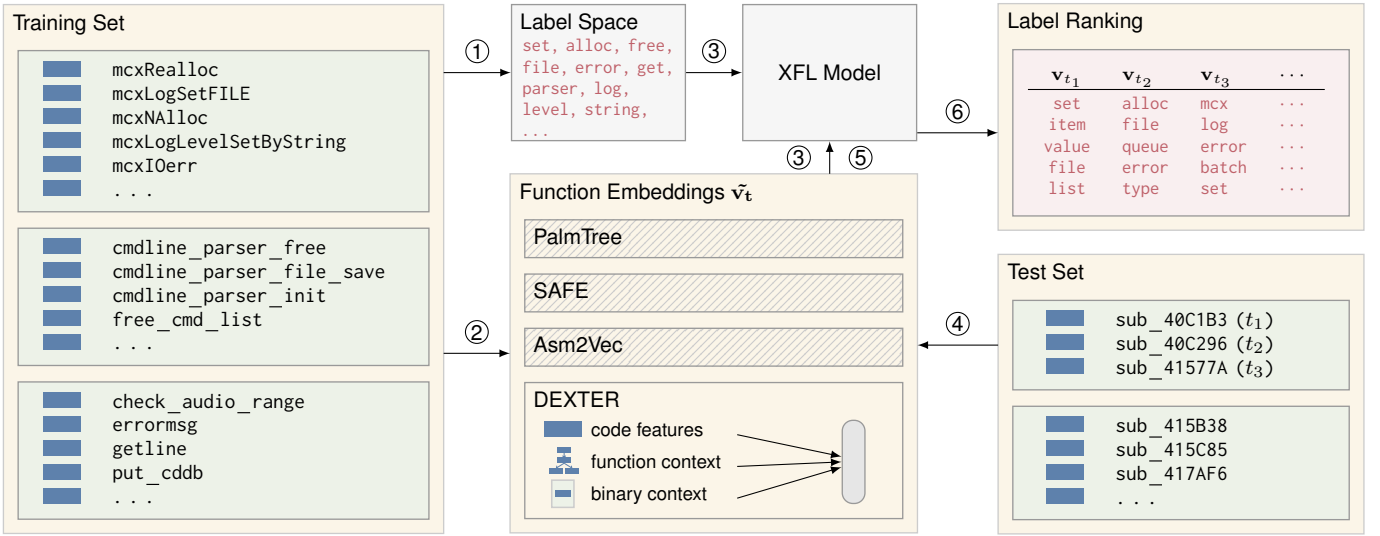 Training Set
mcxRealloc
mcxLogSetFILE
mcxNAlloc
mcxLogLevelSetByString
mcxIOerr
...
cmdline_parser_free
cmdline_parser_file_save
cmdline_parser_init
free_cmd_list
...
check_audio_range
errormsg
getline
put_cddb
...
①
②
Label Space
set, alloc, free,
file, error, get,
parser, log,
level, string,
...
③
XFL Model
③ ⑤
Function Embeddings ṽ_t
PalmTree
SAFE
Asm2Vec
DEXTER
code features
function context
binary context
⑥
④
Label Ranking
v_t1 v_t2 v_t3 ···
set alloc mcx ···
item file log ···
value queue error ···
file error batch ···
list type set ···
Test Set
sub_40C1B3 (t1)
sub_40C296 (t2)
sub_41577A (t3)
sub_415B38
sub_415C85
sub_417AF6
...